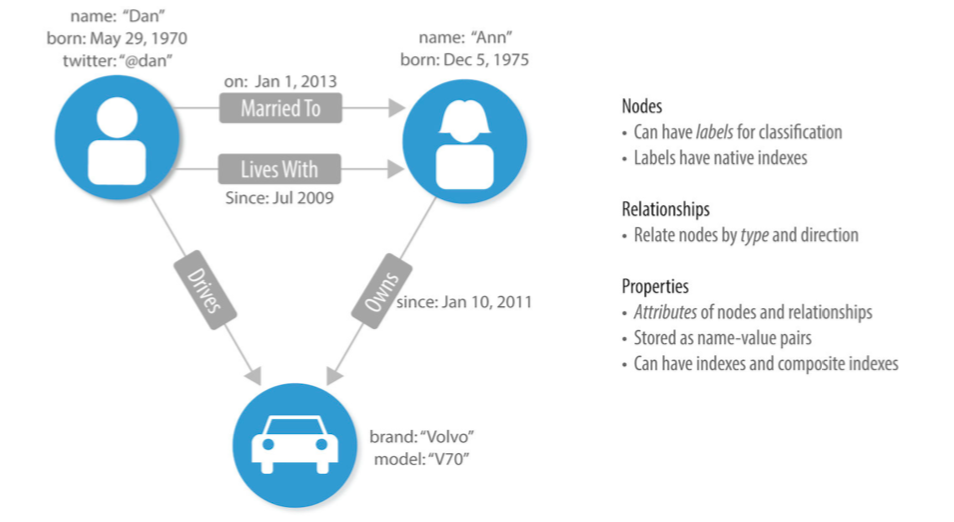 name: “Dan”
born: May 29, 1970
twitter: “@dan”
name: “Ann”
born: Dec 5, 1975
on: Jan 1, 2013
Married To
Lives With
Since: Jul 2009
Drives
Owns
since: Jan 10, 2011
brand: “Volvo”
model: “V70”
Nodes
• Can have labels for classification
• Labels have native indexes
Relationships
• Relate nodes by type and direction
Properties
• Attributes of nodes and relationships
• Stored as name-value pairs
• Can have indexes and composite indexes